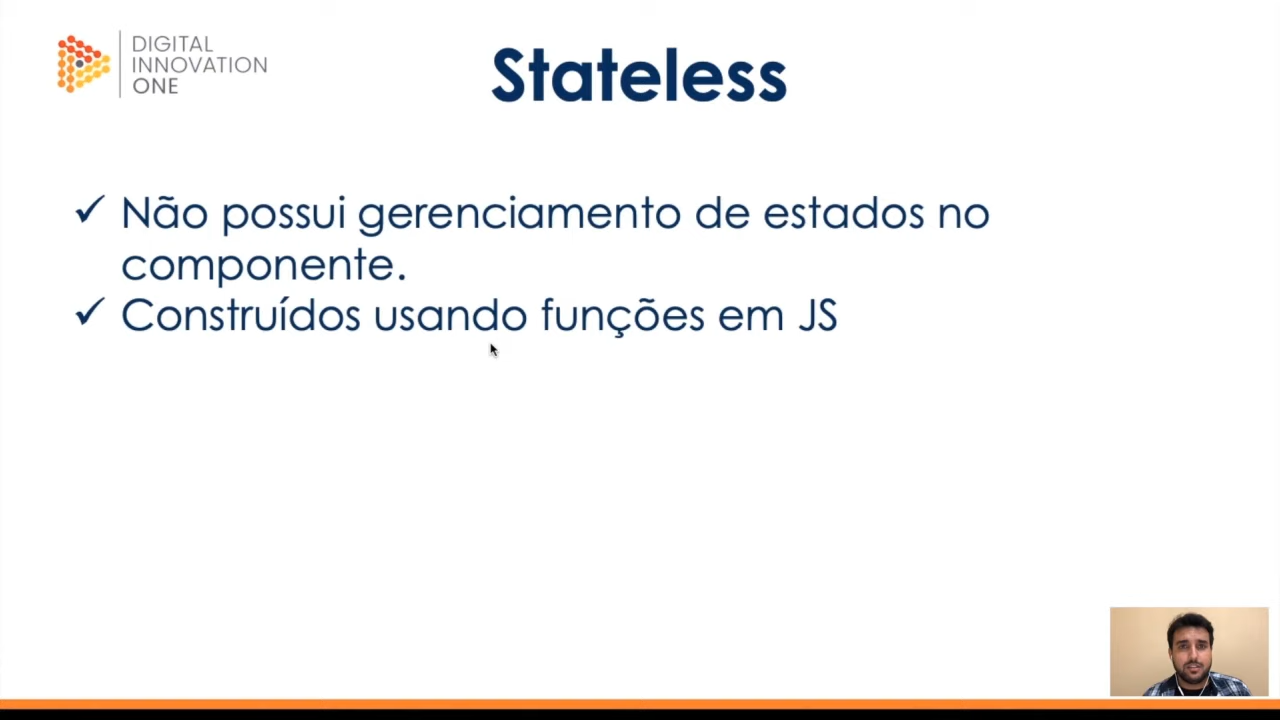 DIGITAL
INNOVATION
ONE
Stateless
Não possui gerenciamento de estados no
componente.
Construídos usando funções em JS